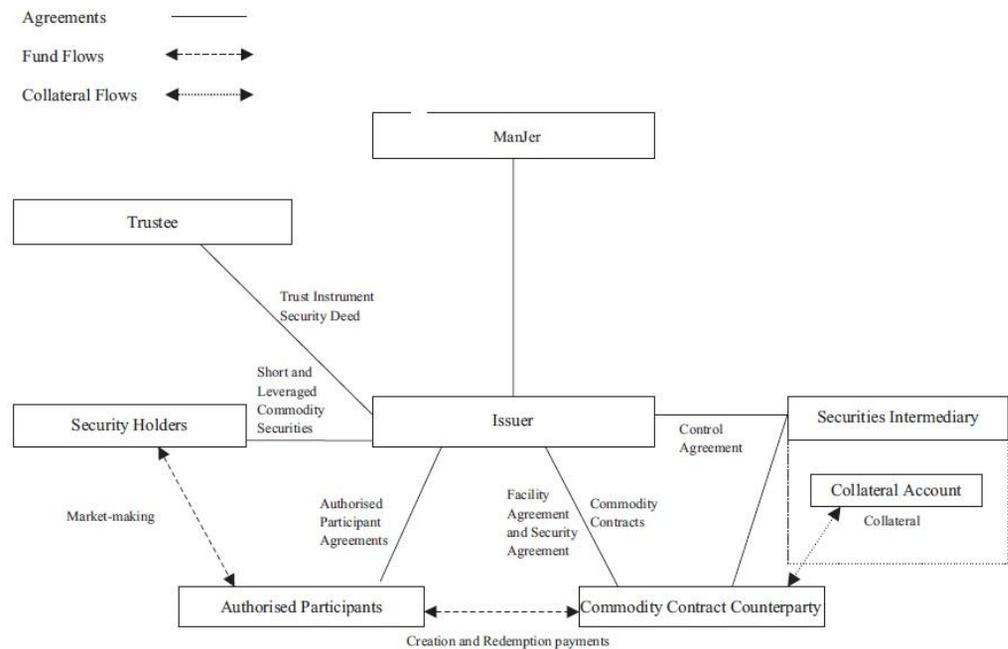 Agreements
Fund Flows
Collateral Flows
ManJer
Trustee
Trust Instrument
Security Deed
Short and
Leveraged
Commodity
Securities
Security Holders
Issuer
Securities Intermediary
Control
Agreement
Collateral Account
Collateral
Market-making
Authorised
Participant
Agreements
Facility
Agreement
and Security
Agreement
Commodity
Contracts
Authorised Participants
Commodity Contract Counterparty
Creation and Redemption payments